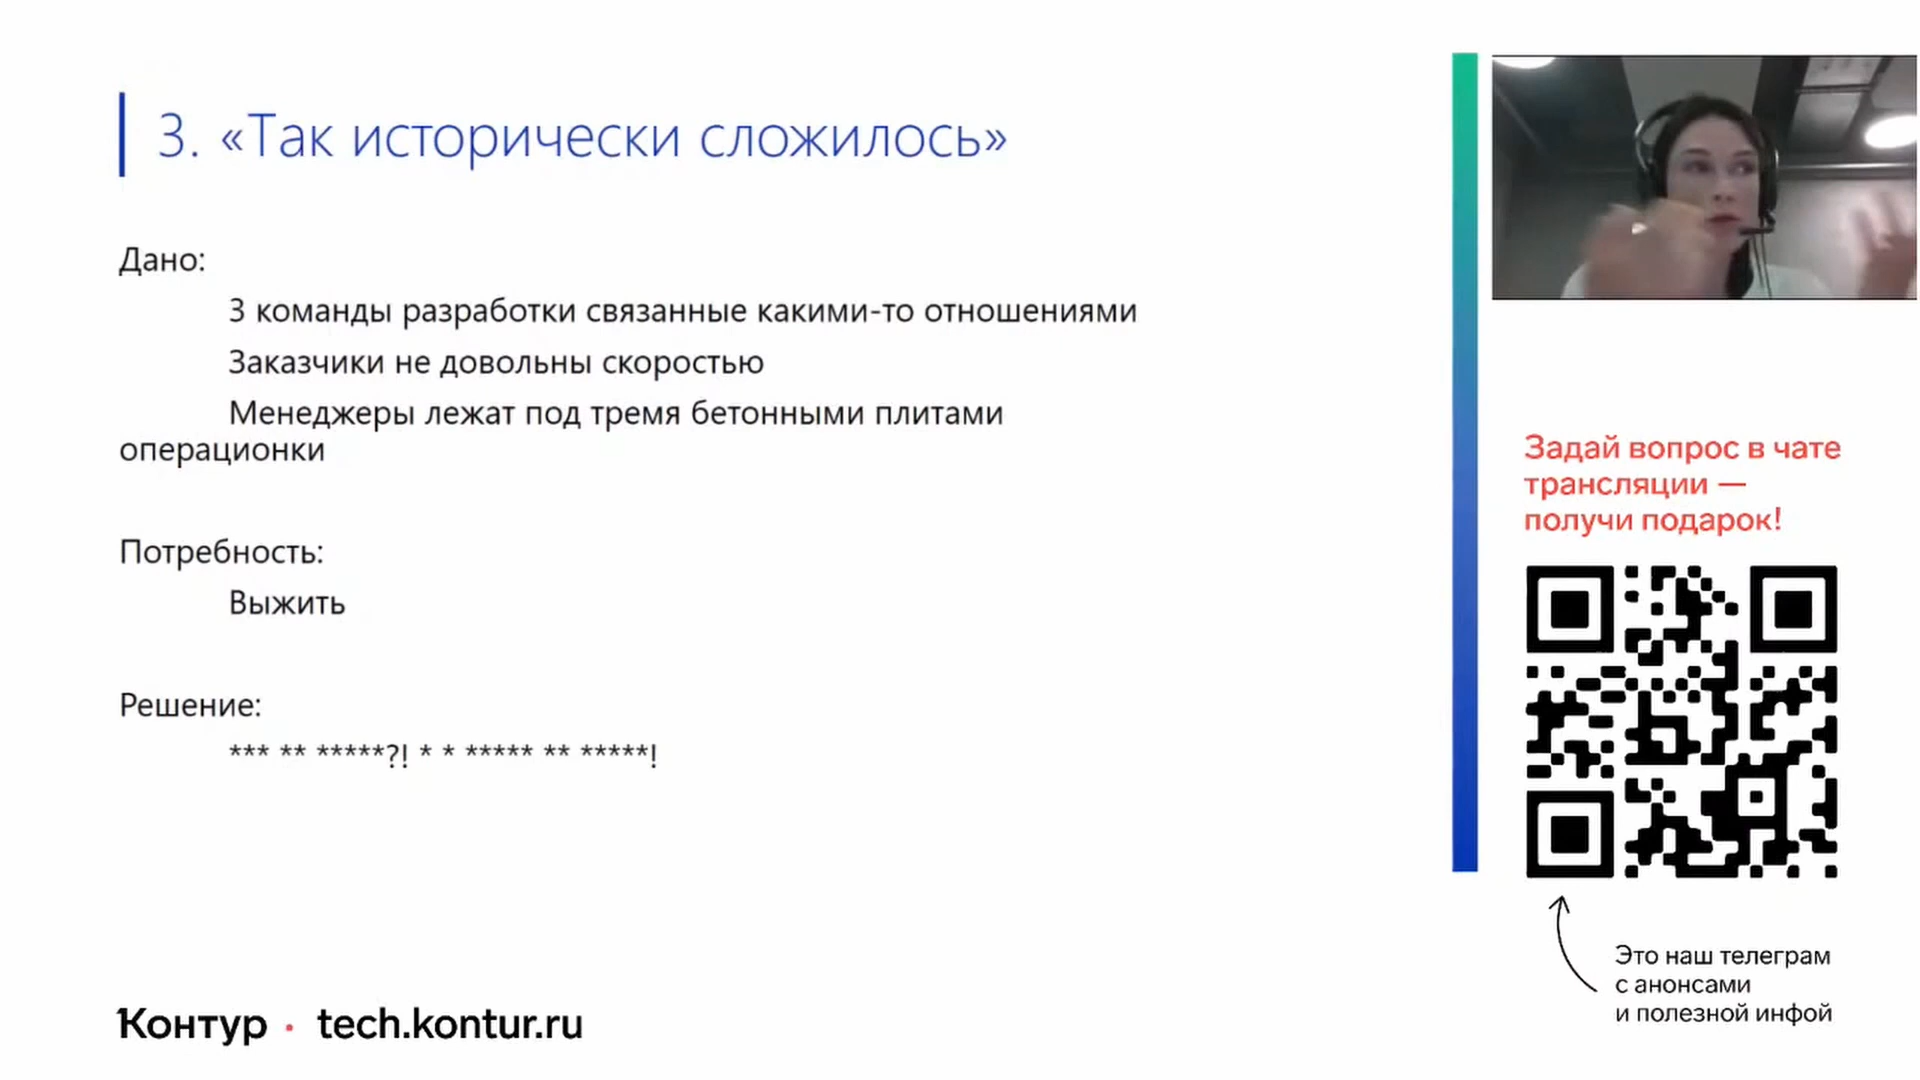 3. «Так исторически сложилось»
Дано:
3 команды разработки связанные какими-то отношениями
Заказчики не довольны скоростью
Менеджеры лежат под тремя бетонными плитами
операционки
Потребность:
Выжить
Решение:
*** ** *****?! * * ***** ** *****!
Контур · tech.kontur.ru
Задай вопрос в чате
трансляции —
получи подарок!
Это наш телеграм
с анонсами
и полезной инфой